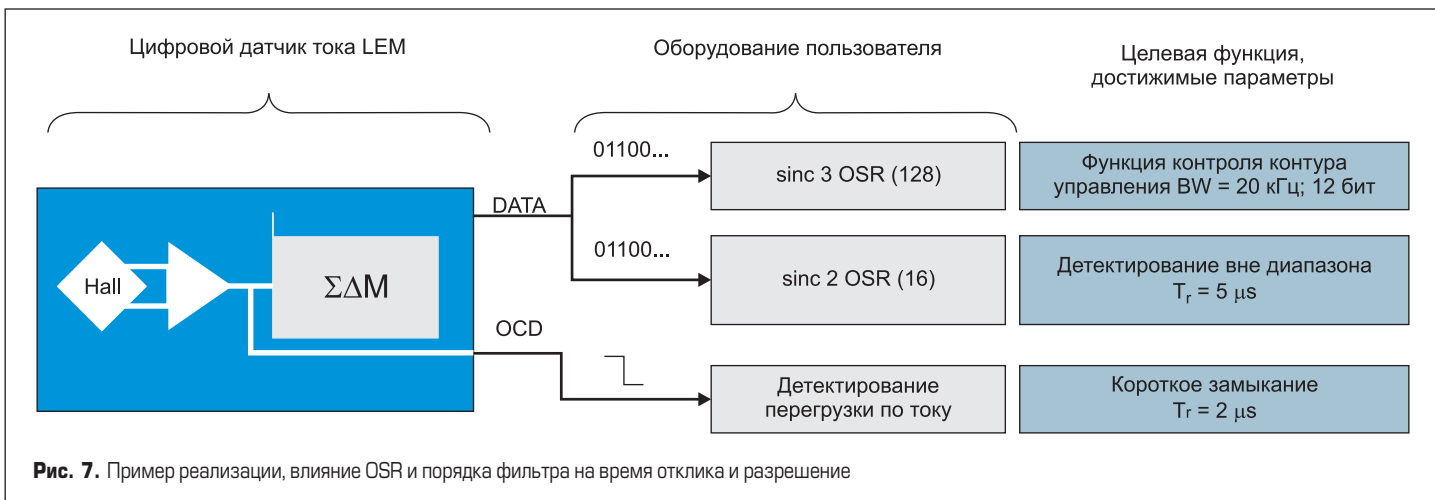 Цифровой датчик тока LEM
Оборудование пользователя
Целевая функция,
достижимые параметры
Hall
ΣΔM
DATA
OCD
01100...
01100...
sinc 3 OSR (128)
sinc 2 OSR (16)
Детектирование
перегрузки по току
Функция контроля контура
управления BW = 20 кГц; 12 бит
Детектирование вне диапазона
Tr = 5 μs
Короткое замыкание
Tr = 2 μs
Рис. 7. Пример реализации, влияние OSR и порядка фильтра на время отклика и разрешение